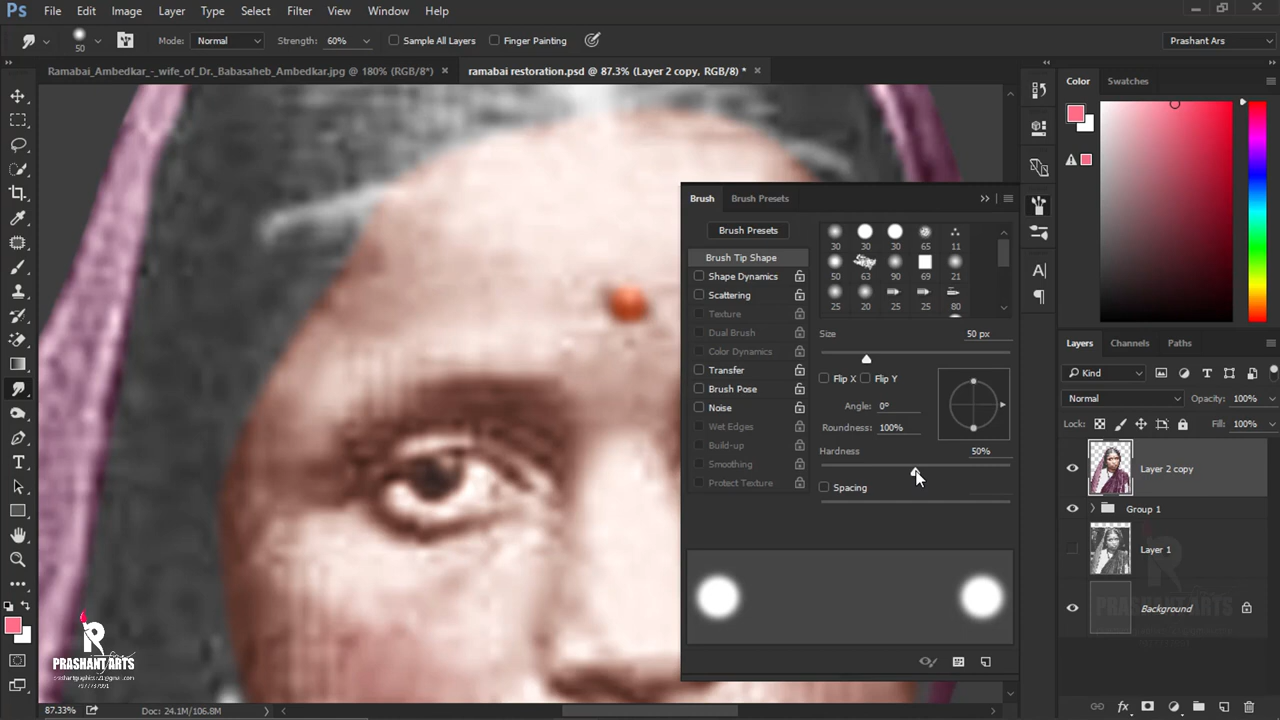 Ps File Edit Image Layer Type Select Filter 3D View Window Help
50 Mode: Normal Strength: 60% Sample All Layers Finger Painting Prashant Ars
Ramabai_Ambedkar_-_wife_of_Dr._Babasaheb_Ambedkar.jpg @ 180% (RGB/8*) × ramabai restoration.psd @ 87.3% (Layer 2 copy, RGB/8) * ×
Color Swatches
Brush Brush Presets
Brush Presets
Brush Tip Shape
Shape Dynamics
Scattering
Texture
Dual Brush
Color Dynamics
Transfer
Brush Pose
Noise
Wet Edges
Build-up
Smoothing
Protect Texture
30 30 30 65 11
50 63 90 69 21
25 20 25 25 80
Size 50 px
Flip X Flip Y
Angle: 0°
Roundness: 100%
Hardness 50%
Spacing
Layers Channels Paths
Kind
Normal Opacity: 100%
Lock: Fill: 100%
Layer 2 copy
Group 1
Layer 1
Background
PRASHANT ARTS
PRASHANT ARTS
87.33% Doc: 24.1M/106.8M
fx